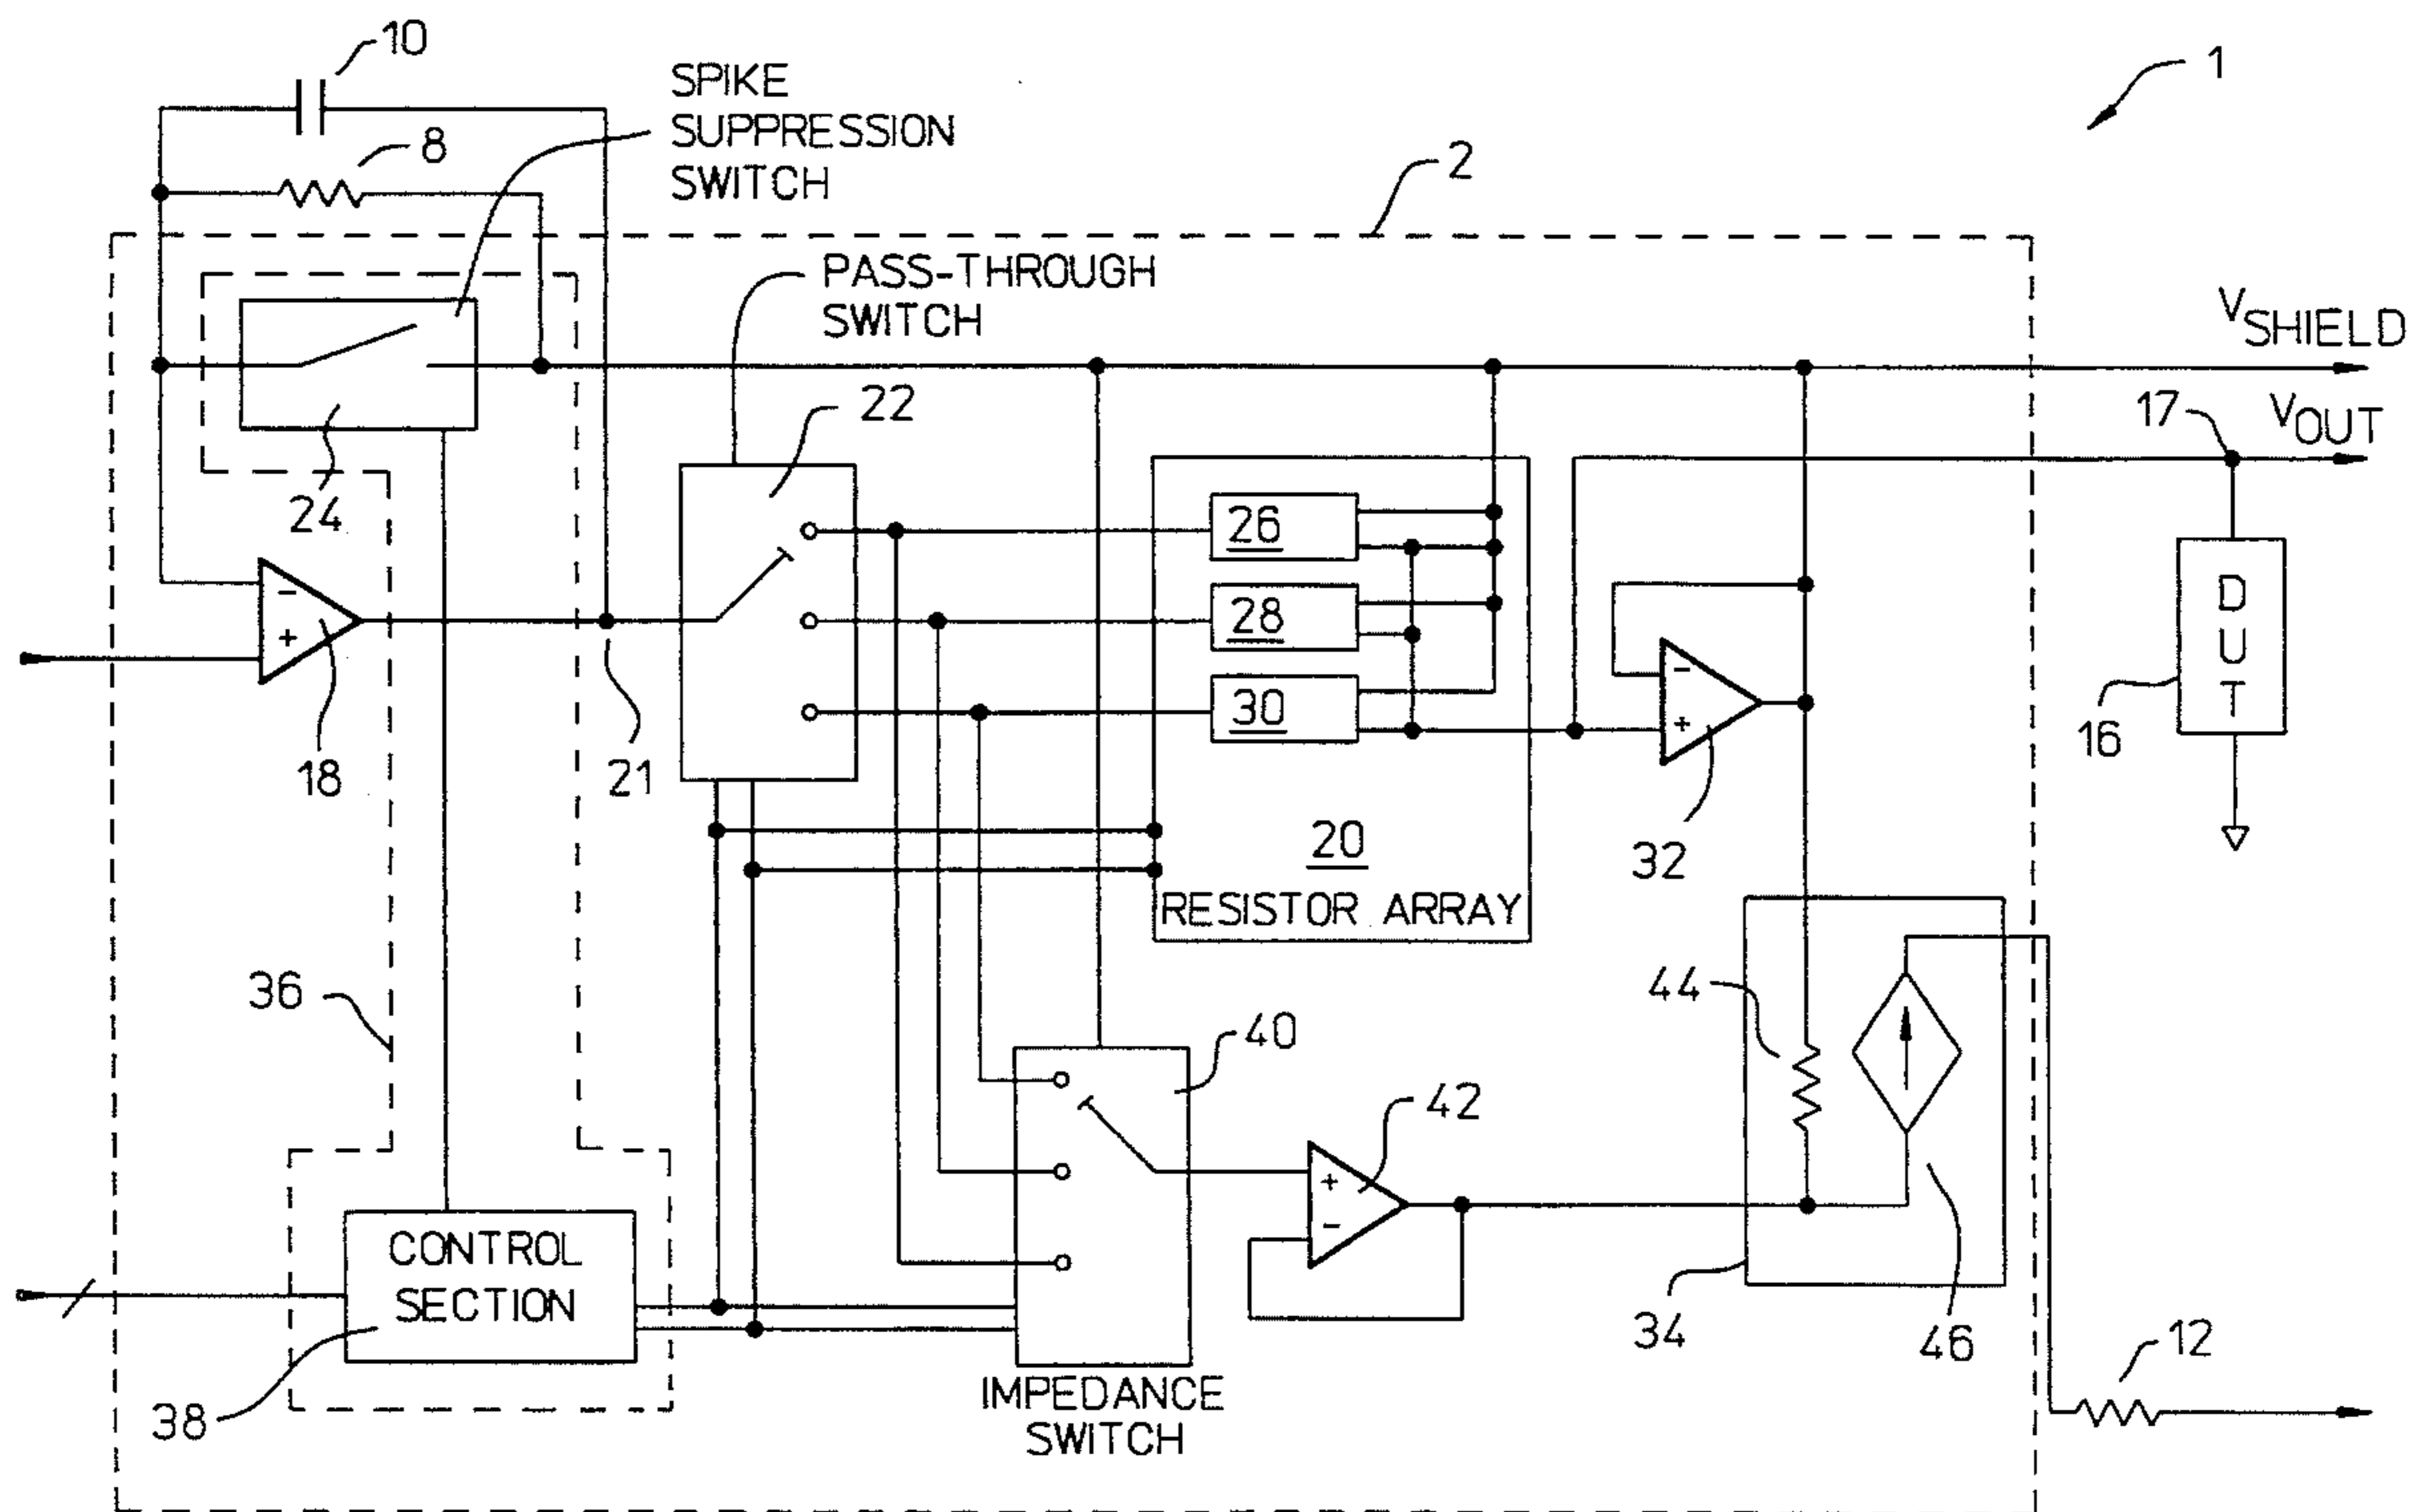 10
SPIKE
SUPPRESSION
SWITCH
1
8
2
PASS-THROUGH
SWITCH
VSHIELD
22
17
VOUT
24
26
28
30
-
+
18
21
-
+
32
D
U
T
16
20
RESISTOR ARRAY
36
44
40
42
+
-
CONTROL
SECTION
34
46
12
38
IMPEDANCE
SWITCH